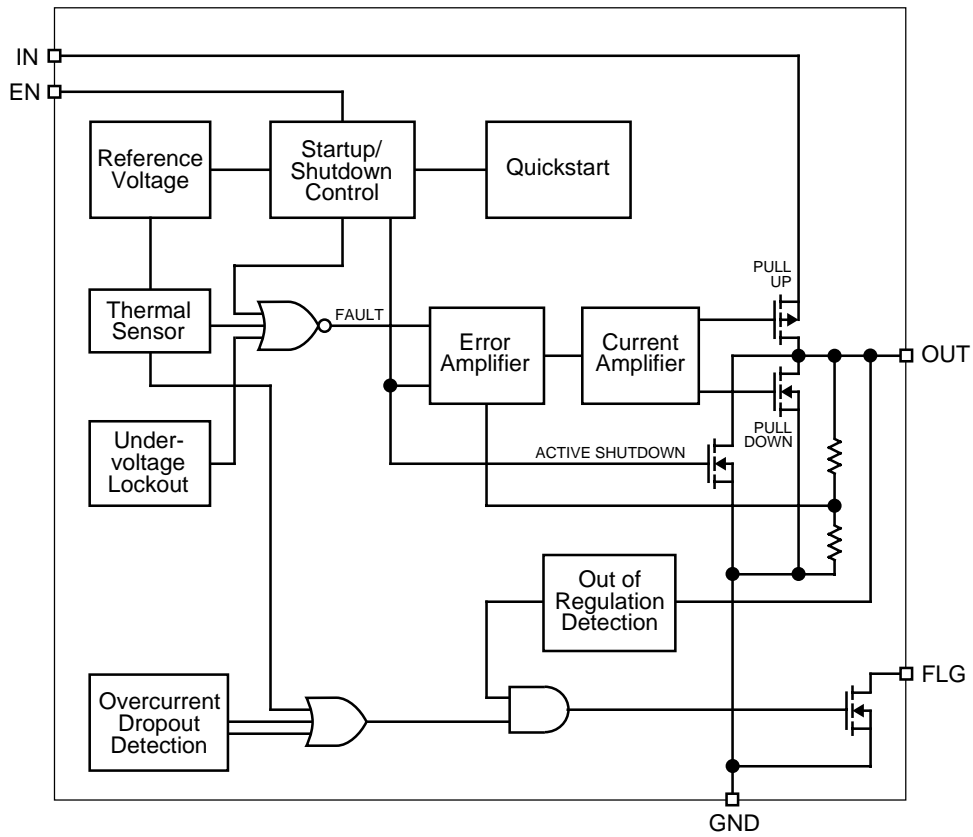 IN
EN
Reference
Voltage
Startup/
Shutdown
Control
Quickstart
PULL
UP
Thermal
Sensor
FAULT
Error
Amplifier
Current
Amplifier
OUT
PULL
DOWN
Under-
voltage
Lockout
ACTIVE SHUTDOWN
Out of
Regulation
Detection
FLG
Overcurrent
Dropout
Detection
GND